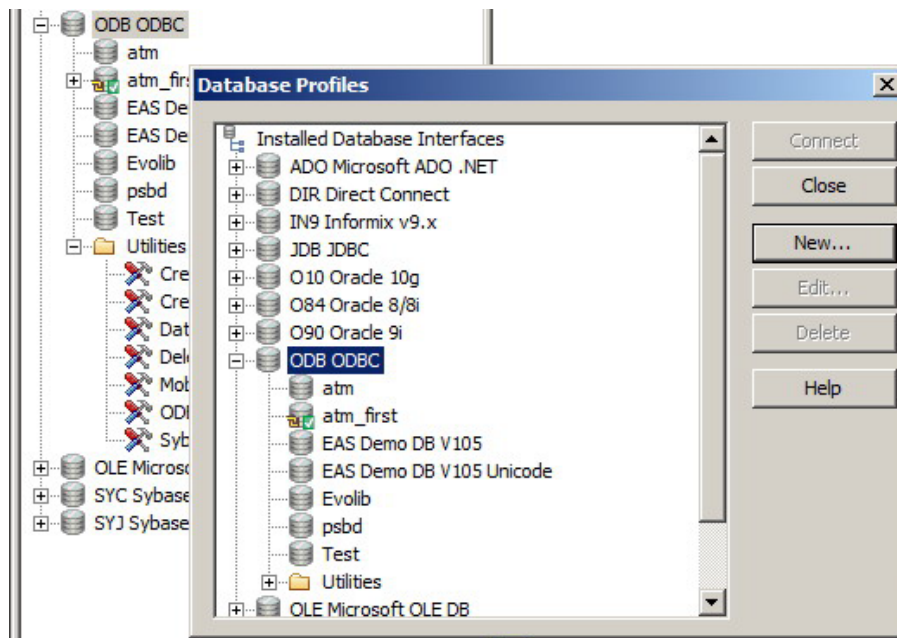 ODB ODBC
atm
atm_fir
EAS De
EAS De
Evolib
psbd
Test
Utilities
Cre
Cre
Dat
Del
Mob
ODI
Syb
OLE Microso
SYC Sybase
SYJ Sybase
Database Profiles
Installed Database Interfaces
ADO Microsoft ADO .NET
DIR Direct Connect
IN9 Informix v9.x
JDB JDBC
O10 Oracle 10g
O84 Oracle 8/8i
O90 Oracle 9i
ODB ODBC
atm
atm_first
EAS Demo DB V105
EAS Demo DB V105 Unicode
Evolib
psbd
Test
Utilities
OLE Microsoft OLE DB
Connect
Close
New...
Edit...
Delete
Help